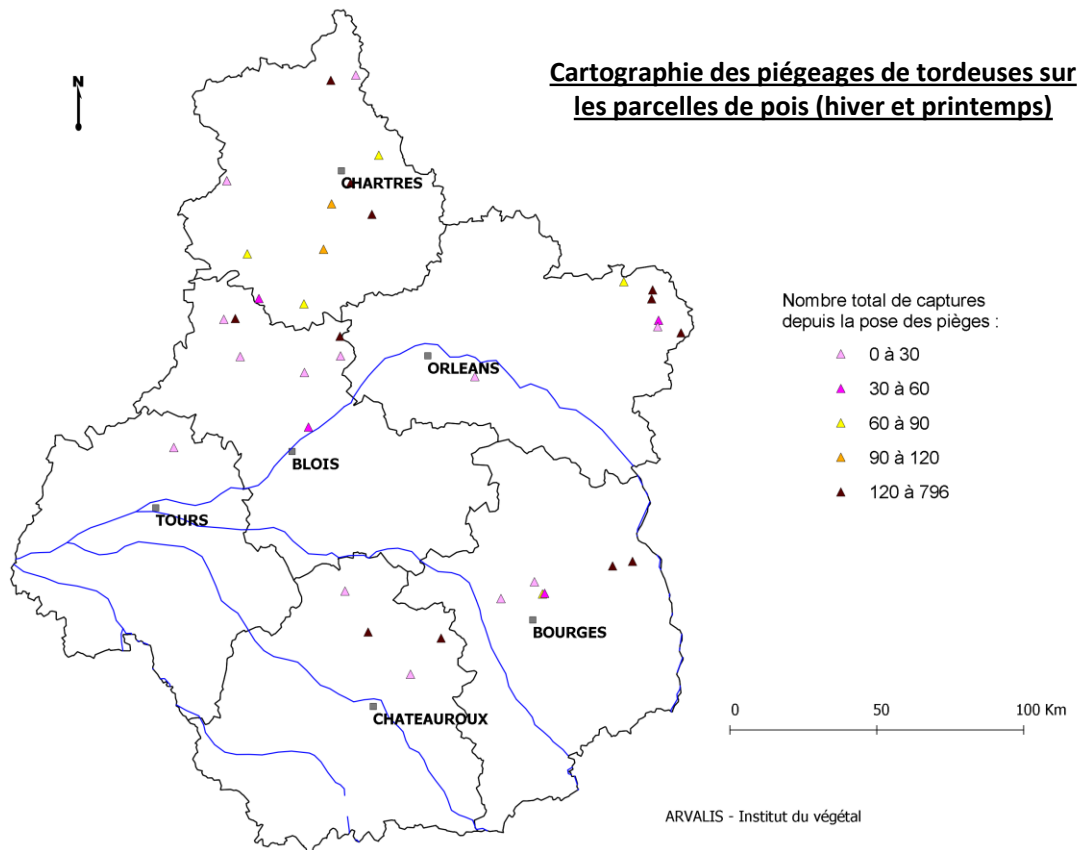 Cartographie des piégeages de tordeuses sur
les parcelles de pois (hiver et printemps)
N
CHARTRES
ORLEANS
BLOIS
TOURS
BOURGES
CHATEAUROUX
Nombre total de captures
depuis la pose des pièges :
0 à 30
30 à 60
60 à 90
90 à 120
120 à 796
0 50 100 Km
ARVALIS - Institut du végétal